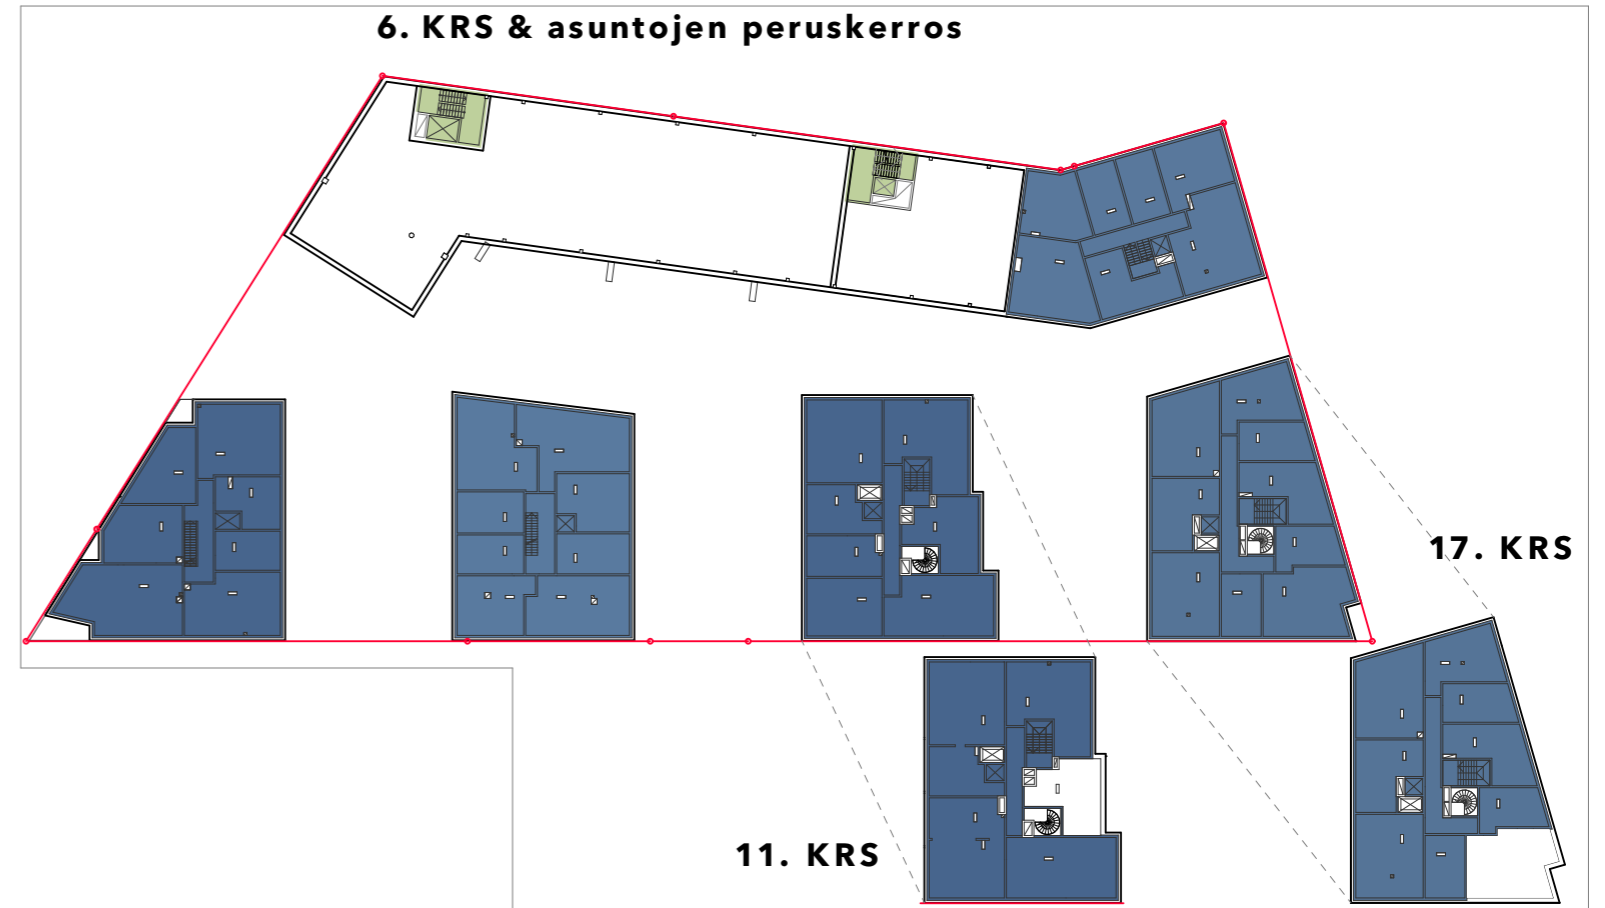 6. KRS & asuntojen peruskerros
17. KRS
11. KRS